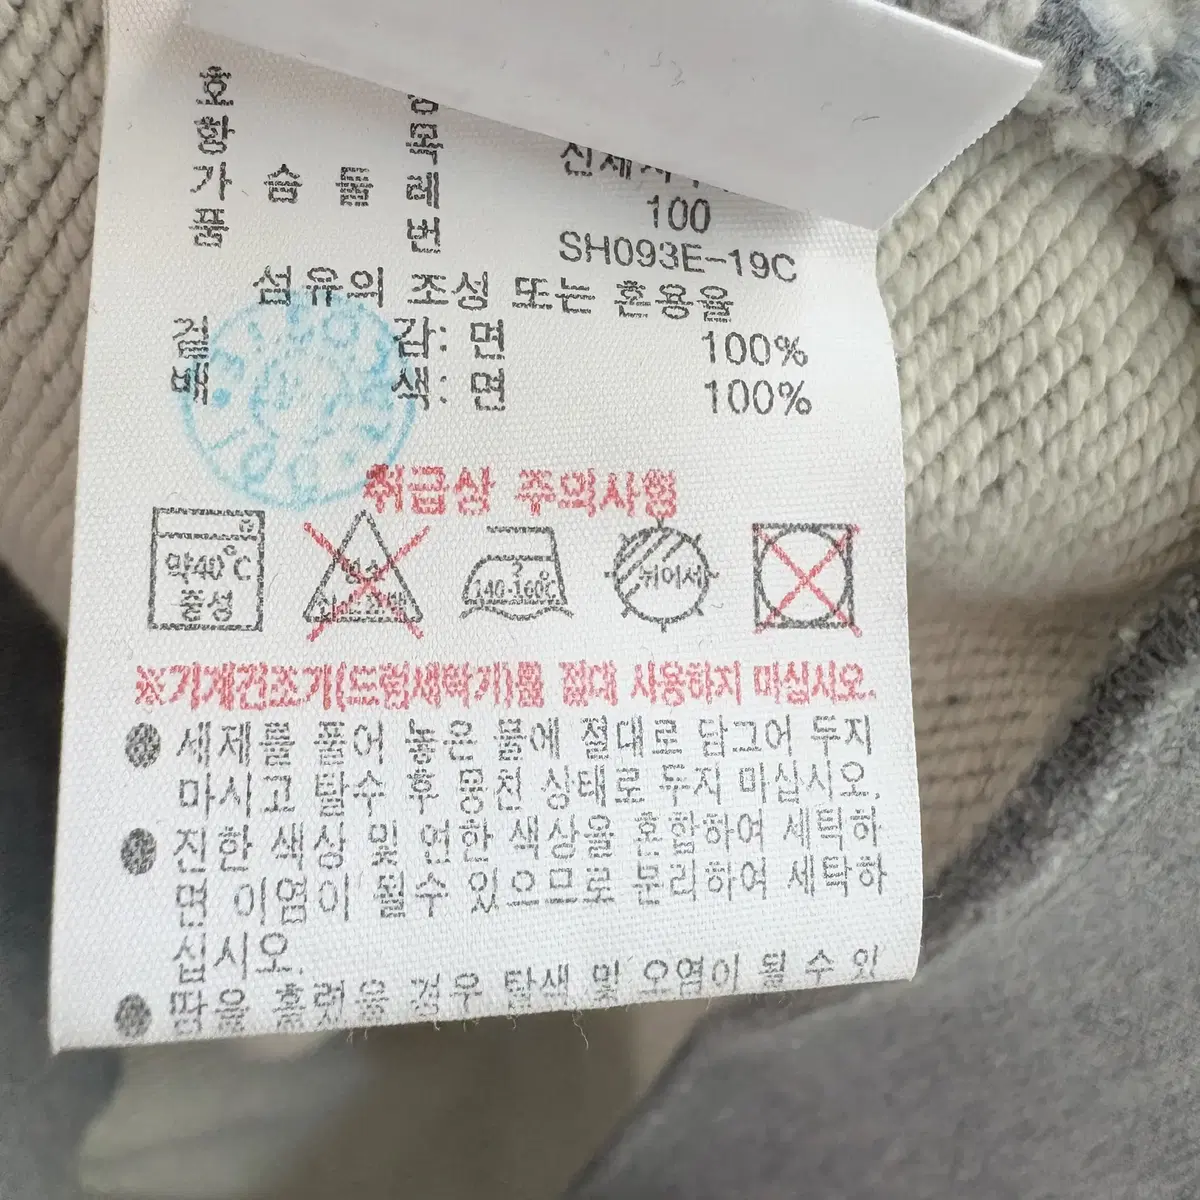 호
항 목
가 슴 둘 레 100
품 번 SH093E-19C
섬유의 조성 또는 혼용율
겉 감: 면 100%
배 색: 면 100%
취급상 주의사항
약40°C
중성
염소
140-160°C
뉘어서
※기계건조기(드럼세탁기)를 절대 사용하지 마십시오.
세제를 풀어 놓은 물에 절대로 담그어 두지
마시고 탈수 후 뭉친 상태로 두지 마십시오.
진한 색상 및 연한 색상을 혼합하여 세탁하
면 이염이 될수 있으므로 분리하여 세탁하
십시오.
땀을 흘렸을 경우 탈색 및 오염이 될 수 있